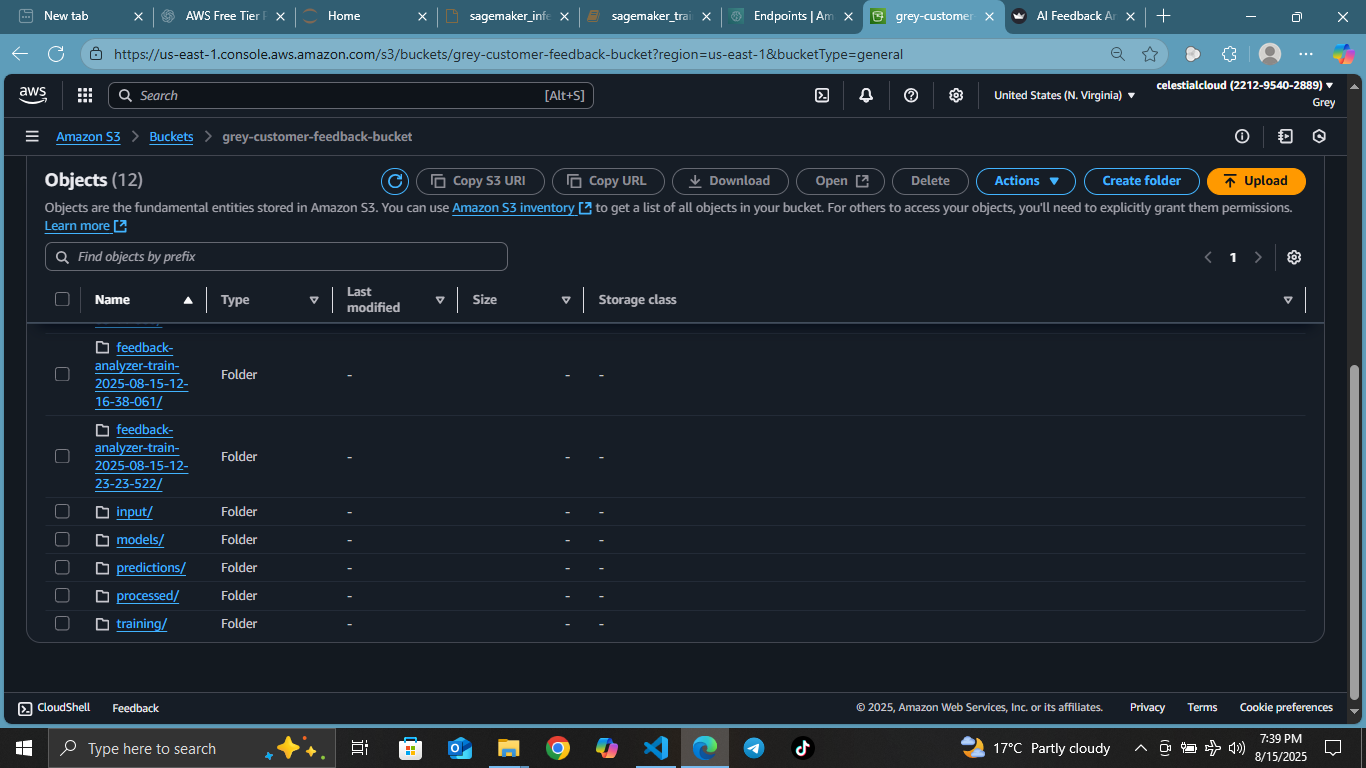 New tab
AWS Free Tier
Home
sagemaker_infe
sagemaker_trai
Endpoints | Am
grey-customer-
AI Feedback An
https://us-east-1.console.aws.amazon.com/s3/buckets/grey-customer-feedback-bucket?region=us-east-1&bucketType=general
aws
Search
[Alt+S]
United States (N. Virginia)
celestialcloud (2212-9540-2889)
Grey
Amazon S3
Buckets
grey-customer-feedback-bucket
Objects (12)
Copy S3 URI
Copy URL
Download
Open
Delete
Actions
Create folder
Upload
Objects are the fundamental entities stored in Amazon S3. You can use Amazon S3 inventory to get a list of all objects in your bucket. For others to access your objects, you'll need to explicitly grant them permissions.
Learn more
Find objects by prefix
1
Name
Type
Last
modified
Size
Storage class
feedback-
analyzer-train-
2025-08-15-12-
16-38-061/
Folder
-
-
-
feedback-
analyzer-train-
2025-08-15-12-
23-23-522/
Folder
-
-
-
input/
Folder
-
-
-
models/
Folder
-
-
-
predictions/
Folder
-
-
-
processed/
Folder
-
-
-
training/
Folder
-
-
-
CloudShell
Feedback
© 2025, Amazon Web Services, Inc. or its affiliates.
Privacy
Terms
Cookie preferences
Type here to search
17°C Partly cloudy
7:39 PM
8/15/2025